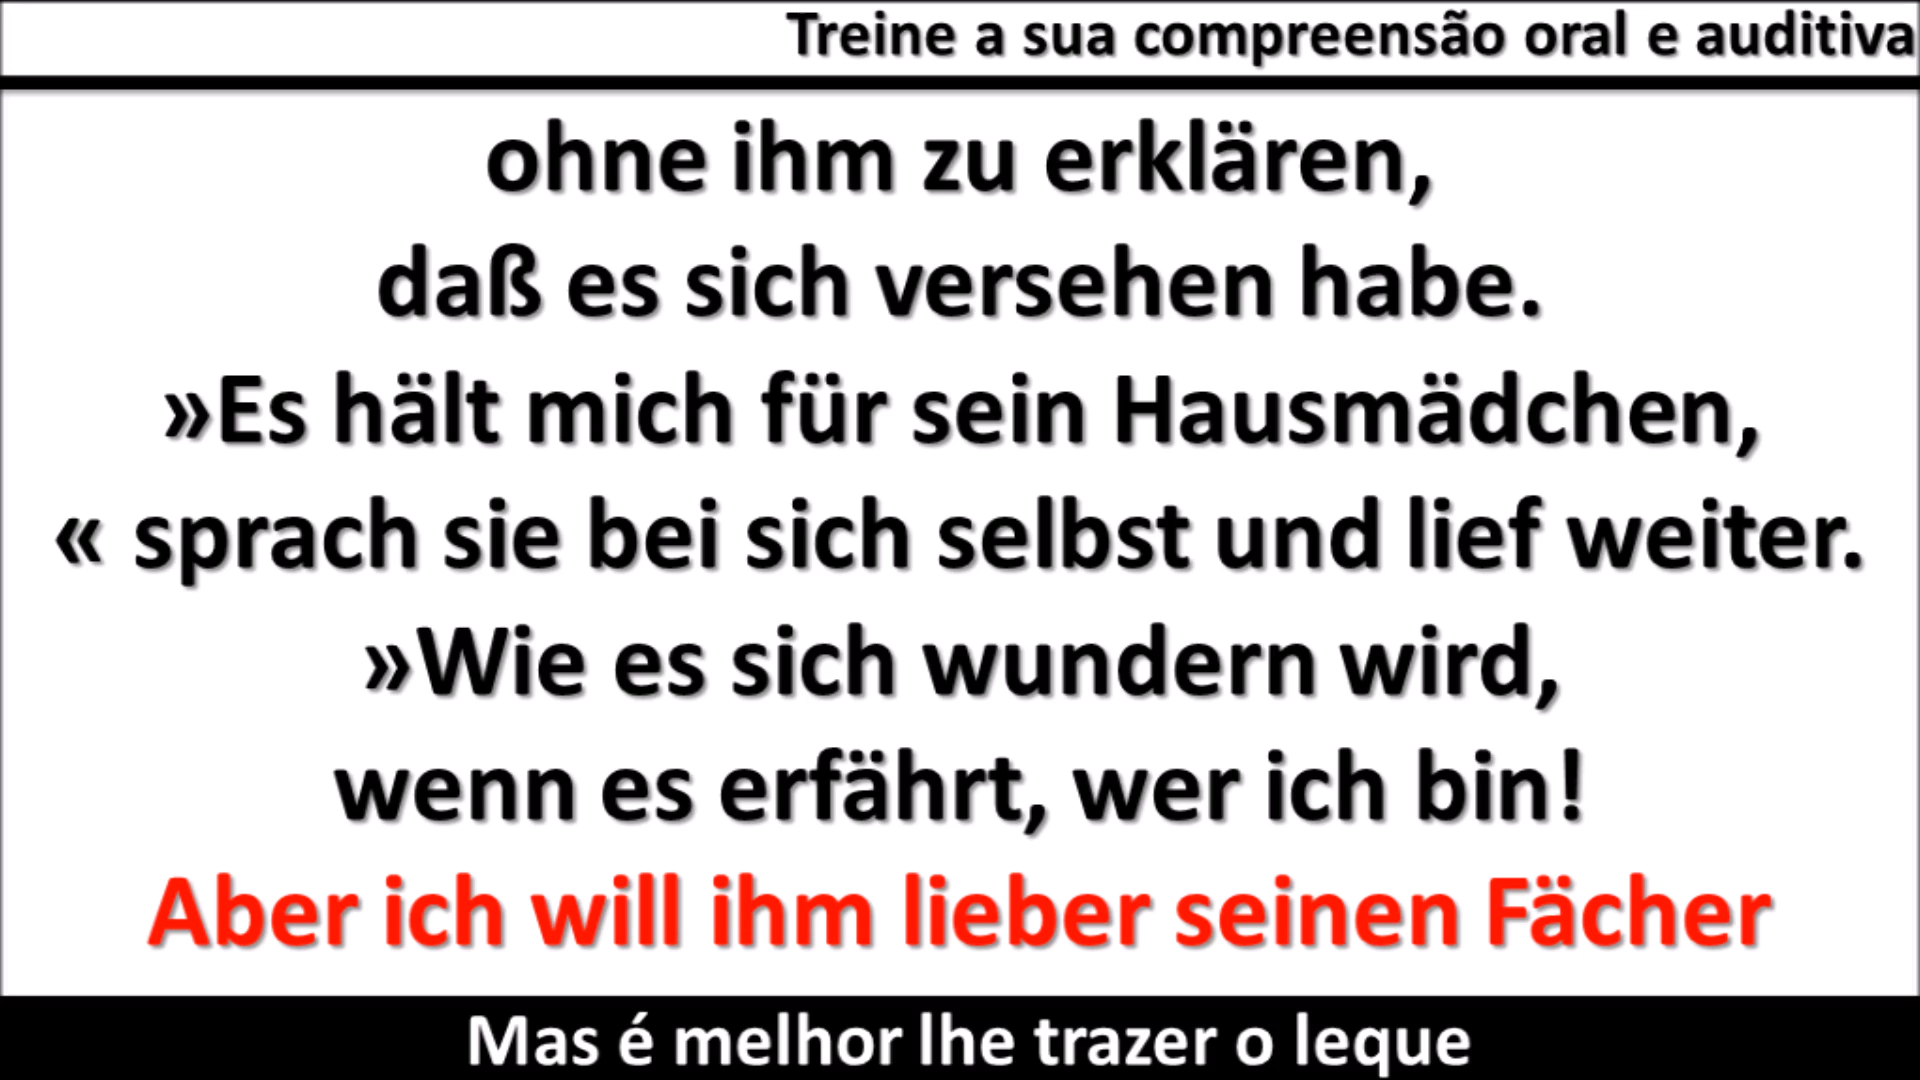 Treine a sua compreensão oral e auditiva
ohne ihm zu erklären,
daß es sich versehen habe.
»Es hält mich für sein Hausmädchen,
« sprach sie bei sich selbst und lief weiter.
»Wie es sich wundern wird,
wenn es erfährt, wer ich bin!
Aber ich will ihm lieber seinen Fächer
Mas é melhor lhe trazer o leque